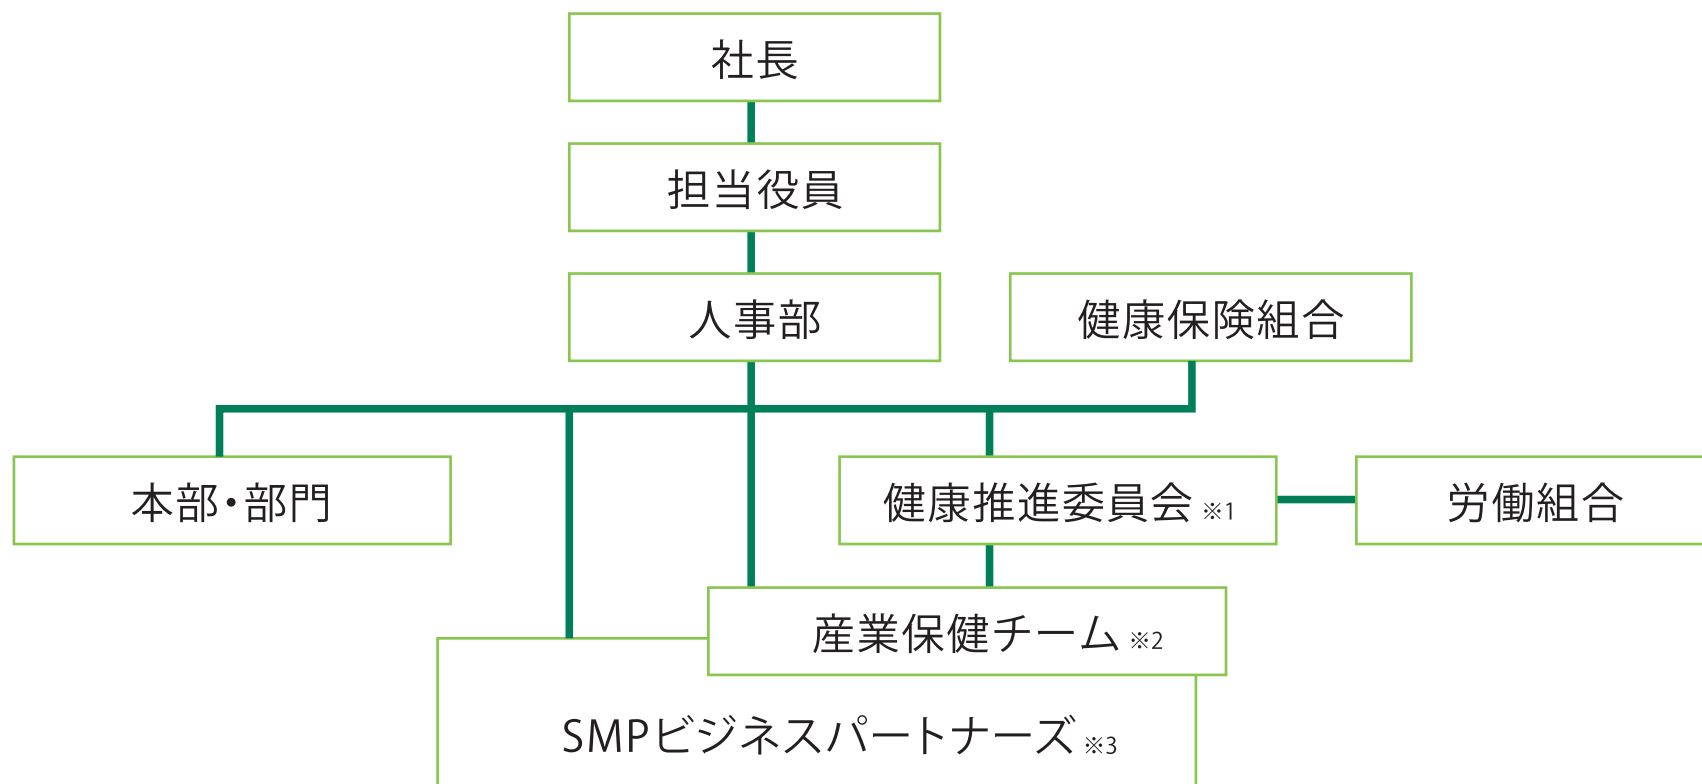 社長
担当役員
人事部
健康保険組合
本部・部門
健康推進委員会 ※1
労働組合
産業保健チーム ※2
SMPビジネスパートナーズ ※3